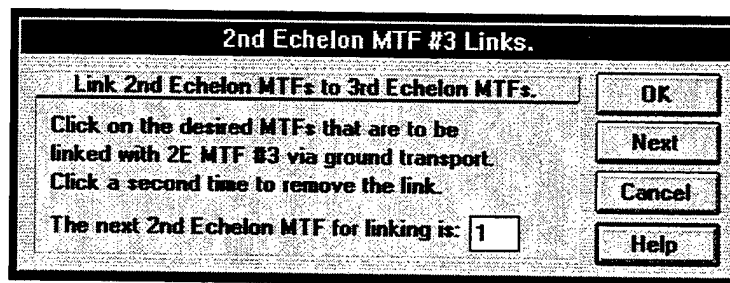 2nd Echelon MTF #3 Links.
Link 2nd Echelon MTFs to 3rd Echelon MTFs.
Click on the desired MTFs that are to be
linked with 2E MTF #3 via ground transport.
Click a second time to remove the link.
The next 2nd Echelon MTF for linking is: 1
OK
Next
Cancel
Help